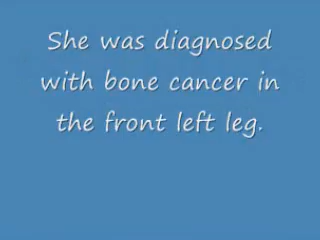 She was diagnosed
with bone cancer in
the front left leg.